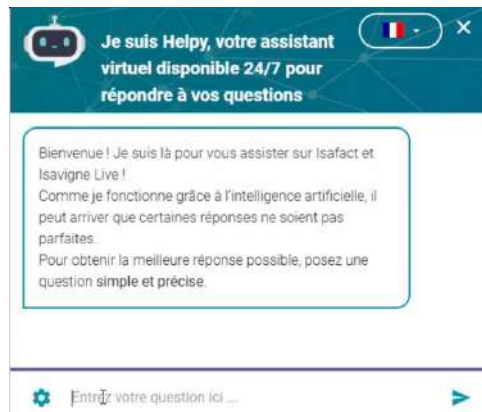 Je suis Helpy, votre assistant
virtuel disponible 24/7 pour
répondre à vos questions
Bienvenue ! Je suis là pour vous assister sur Isafact et
Isavigne Live !
Comme je fonctionne grâce à l'intelligence artificielle, il
peut arriver que certaines réponses ne soient pas
parfaites.
Pour obtenir la meilleure réponse possible, posez une
question simple et précise.
Entrez votre question ici ...